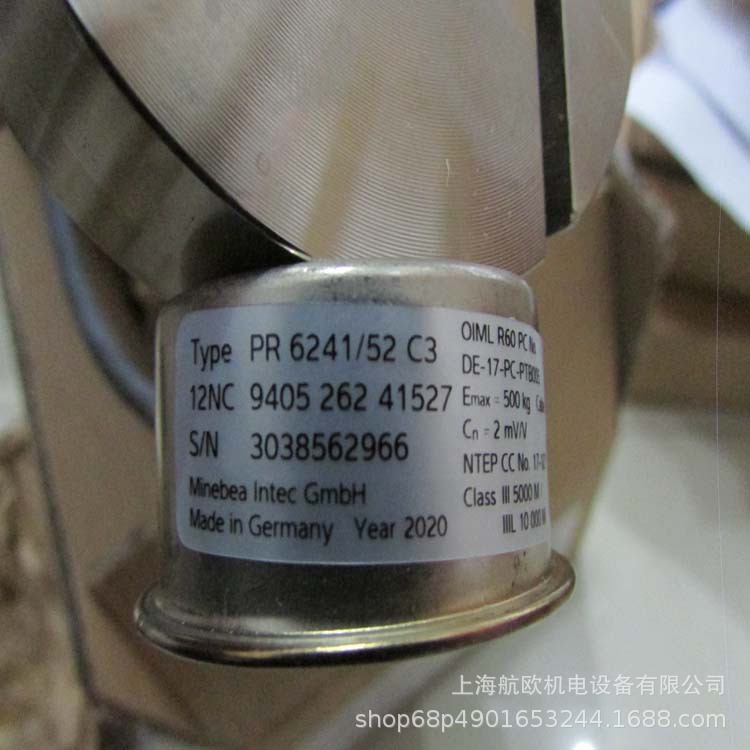 Type PR 6241/52 C3
12NC 9405 262 41527
S/N 3038562966
Minebea Intec GmbH
Made in Germany Year 2020
OIML R60 PC No
DE-17-PC-PTB005
Emax = 500 kg
Cn = 2 mV/V
NTEP CC No. 17-
Class III 5000 M
IIIL 10 000 M
上海航欧机电设备有限公司
shop68p4901653244.1688.com